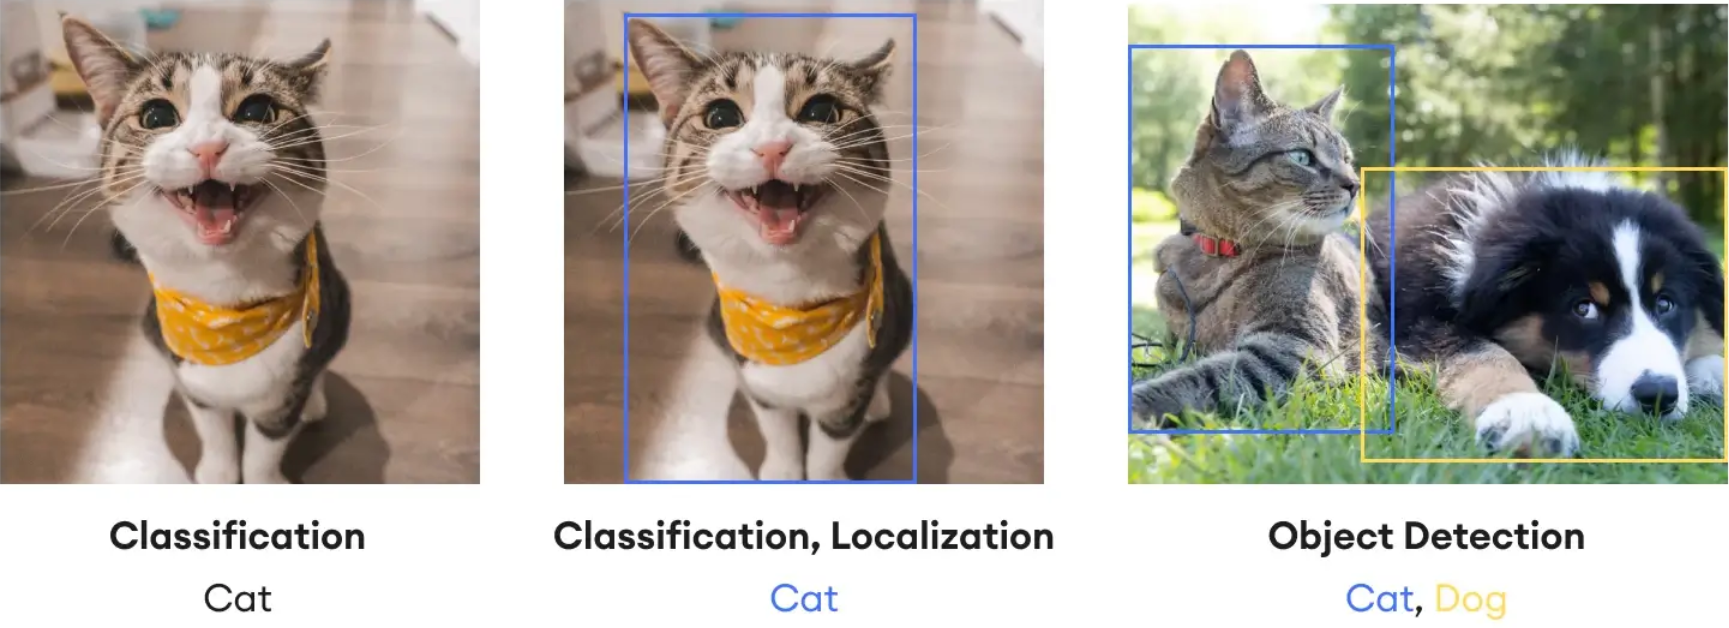 Classification
Cat
Classification, Localization
Cat
Object Detection
Cat, Dog